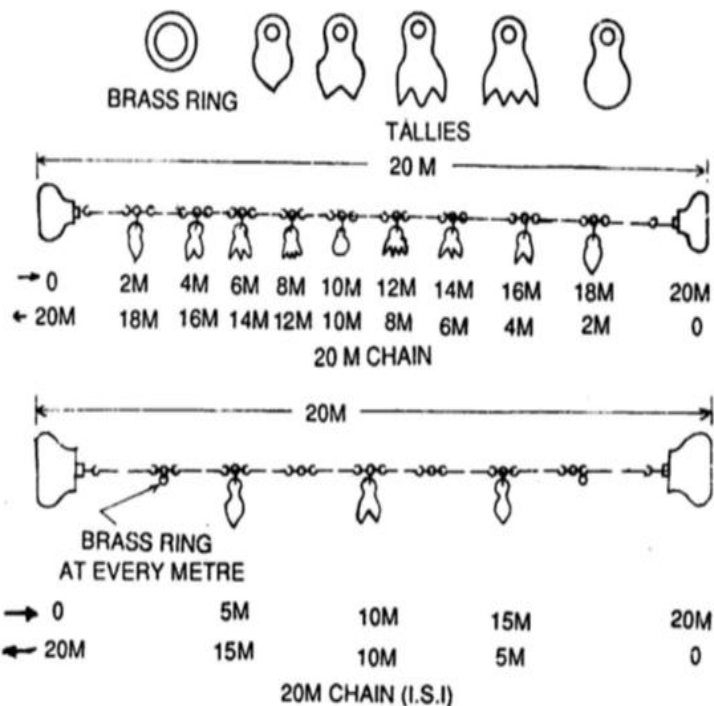 BRASS RING
TALLIES
20 M
→ 0 2M 4M 6M 8M 10M 12M 14M 16M 18M 20M
← 20M 18M 16M 14M 12M 10M 8M 6M 4M 2M 0
20 M CHAIN
20M
BRASS RING
AT EVERY METRE
→ 0 5M 10M 15M 20M
← 20M 15M 10M 5M 0
20M CHAIN (I.S.I)